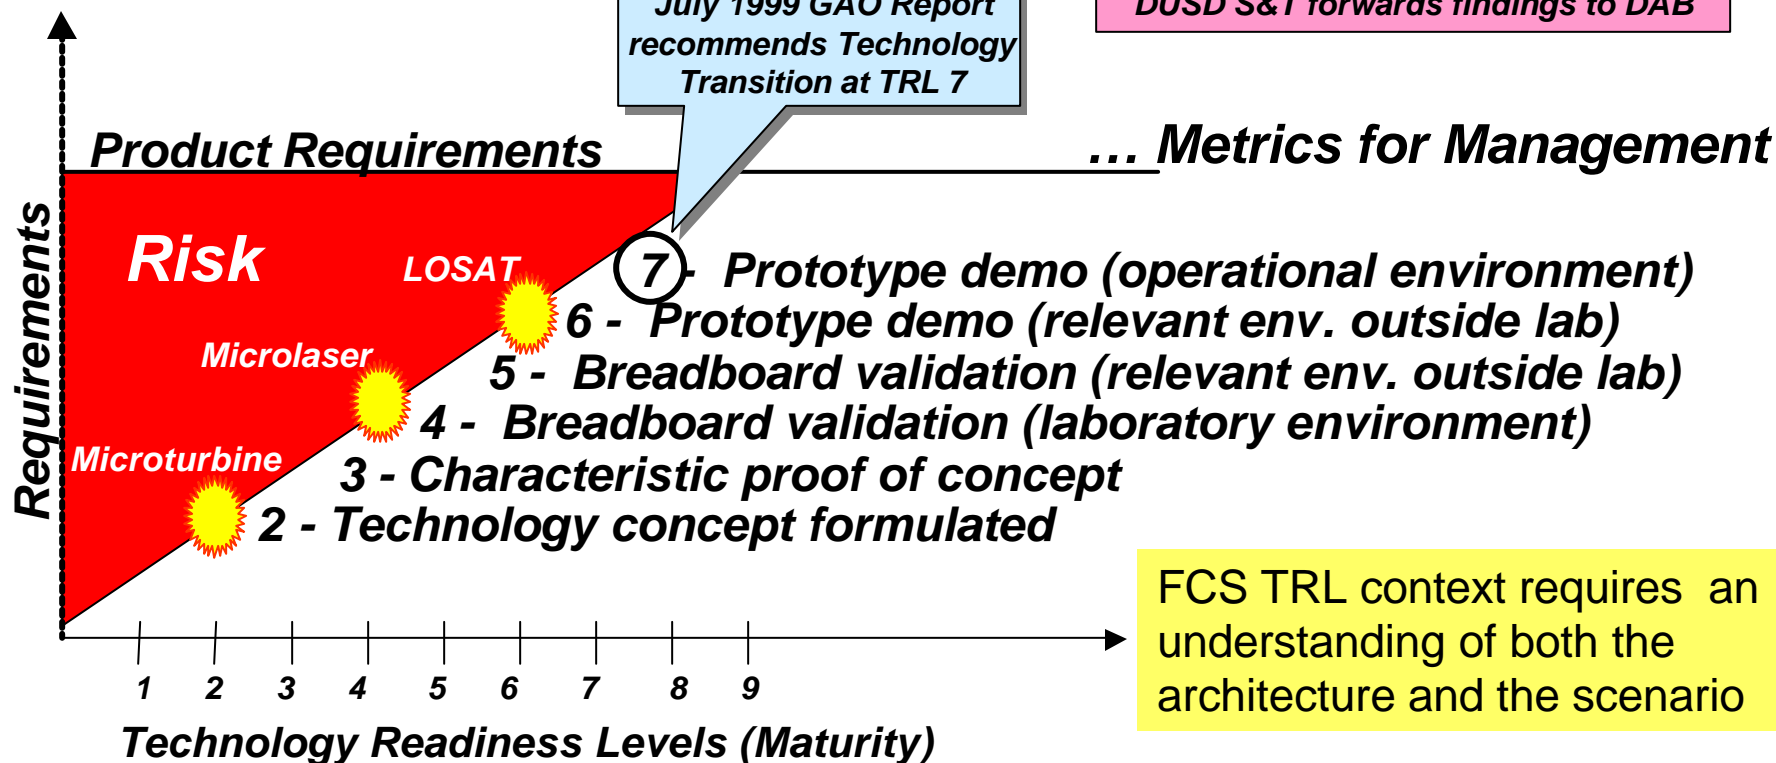 July 1999 GAO Report
recommends Technology
Transition at TRL 7
DUSD S&T forwards findings to DAB
Product Requirements
... Metrics for Management
Requirements
Risk
LOSAT
7 - Prototype demo (operational environment)
6 - Prototype demo (relevant env. outside lab)
Microlaser
5 - Breadboard validation (relevant env. outside lab)
4 - Breadboard validation (laboratory environment)
Microturbine
3 - Characteristic proof of concept
2 - Technology concept formulated
FCS TRL context requires an
understanding of both the
architecture and the scenario
1 2 3 4 5 6 7 8 9
Technology Readiness Levels (Maturity)